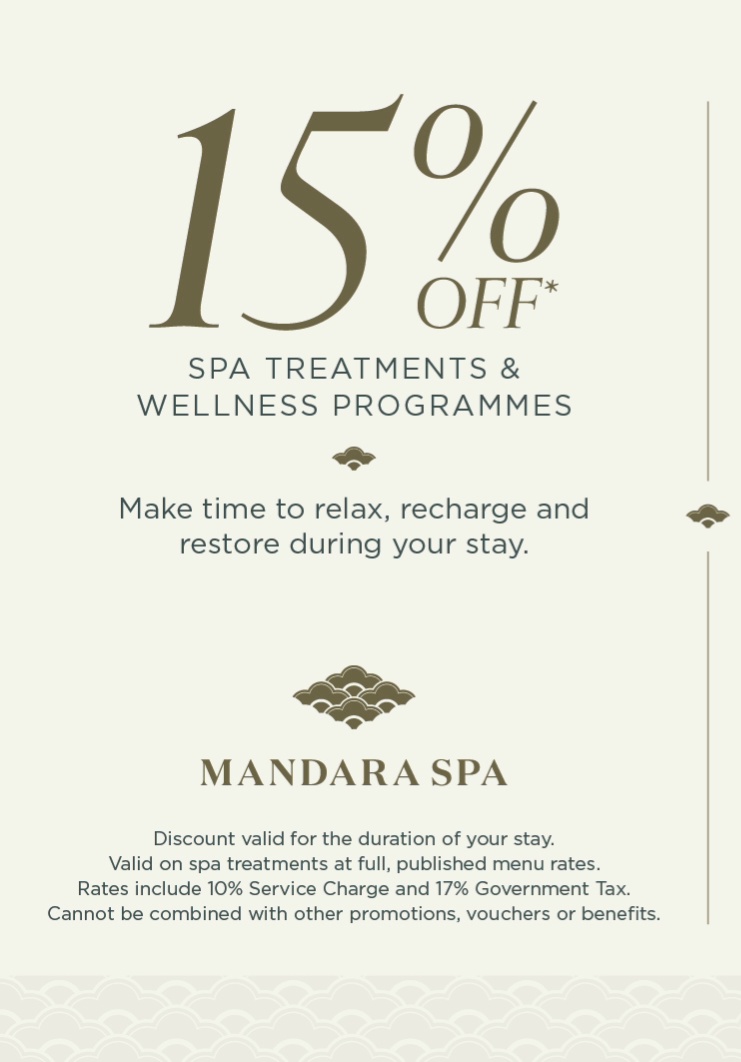 15%
OFF*
SPA TREATMENTS &
WELLNESS PROGRAMMES
Make time to relax, recharge and
restore during your stay.
MANDARA SPA
Discount valid for the duration of your stay.
Valid on spa treatments at full, published menu rates.
Rates include 10% Service Charge and 17% Government Tax.
Cannot be combined with other promotions, vouchers or benefits.